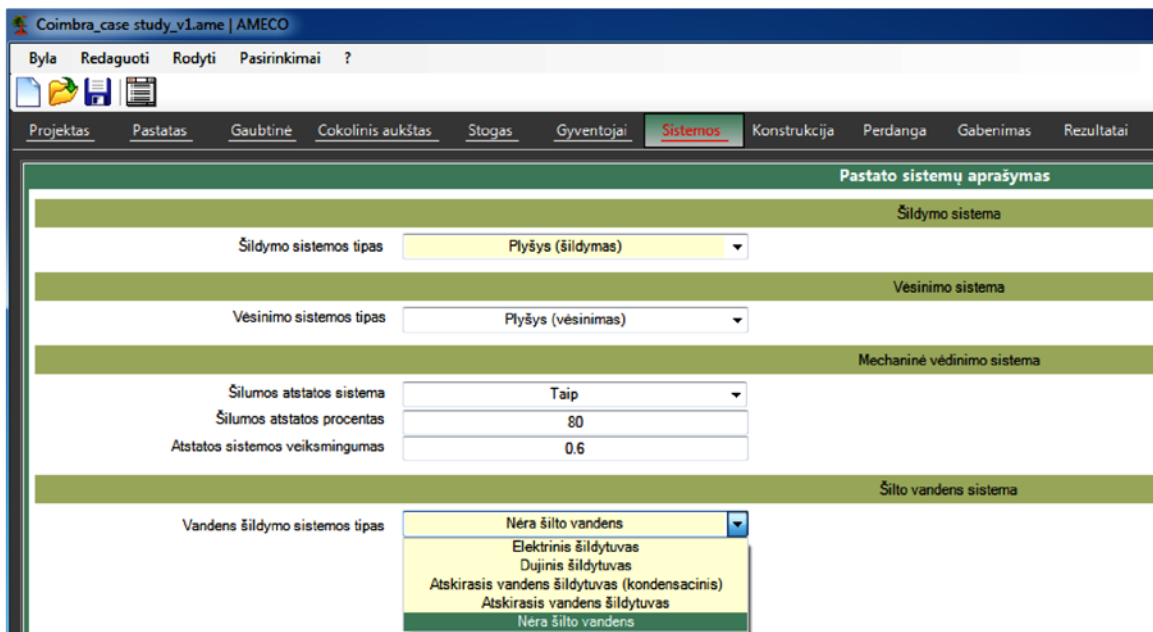 Coimbra_case study_v1.ame | AMECO
Byla Redaguoti Rodyti Pasirinkimai ?
Projektas Pastatas Gaubtinė Cokolinis aukštas Stogas Gyventojai Sistemos Konstrukcija Perdanga Gabenimas Rezultatai
Pastato sistemų aprašymas
Šildymo sistema
Šildymo sistemos tipas Plyšys (šildymas)
Vėsinimo sistema
Vėsinimo sistemos tipas Plyšys (vėsinimas)
Mechaninė vėdinimo sistema
Šilumos atstatos sistema Taip
Šilumos atstatos procentas 80
Atstatos sistemos veiksmingumas 0.6
Šilto vandens sistema
Vandens šildymo sistemos tipas Nėra šilto vandens
Elektrinis šildytuvas
Dujinis šildytuvas
Atskirasis vandens šildytuvas (kondensacinis)
Atskirasis vandens šildytuvas
Nėra šilto vandens